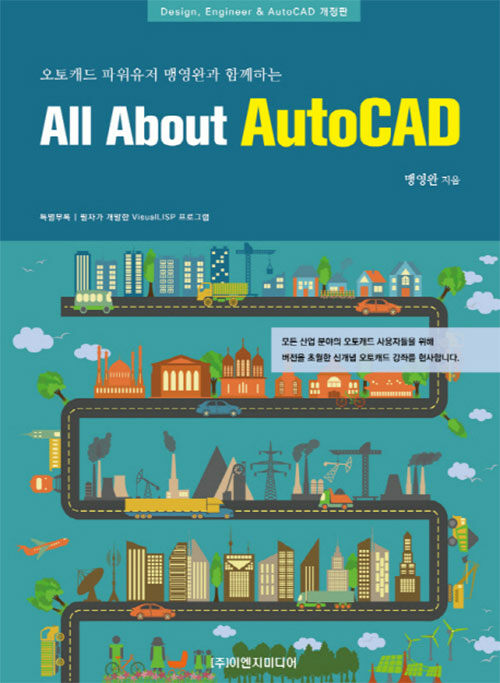 Design, Engineer & AutoCAD 개정판
오토캐드 파워유저 맹영완과 함께하는
All About AutoCAD
맹영완 지음
특별부록 | 필자가 개발한 VisualLISP 프로그램
모든 산업 분야의 오토캐드 사용자들을 위해
버전을 초월한 신개념 오토캐드 강좌를 헌사합니다.
(주)이엔지미디어